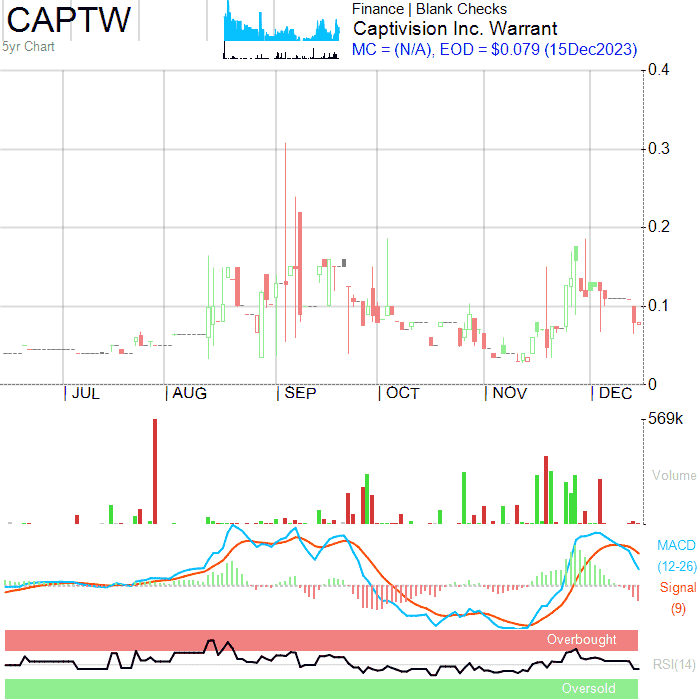 CAPTW
5yr Chart
Finance | Blank Checks
Captivision Inc. Warrant
MC = (N/A), EOD = $0.079 (15Dec2023)
0.4
0.3
0.2
0.1
0
| JUL | AUG | SEP | OCT | NOV | DEC
569k
Volume
MACD
(12-26)
Signal
(9)
Overbought
RSI(14)
Oversold